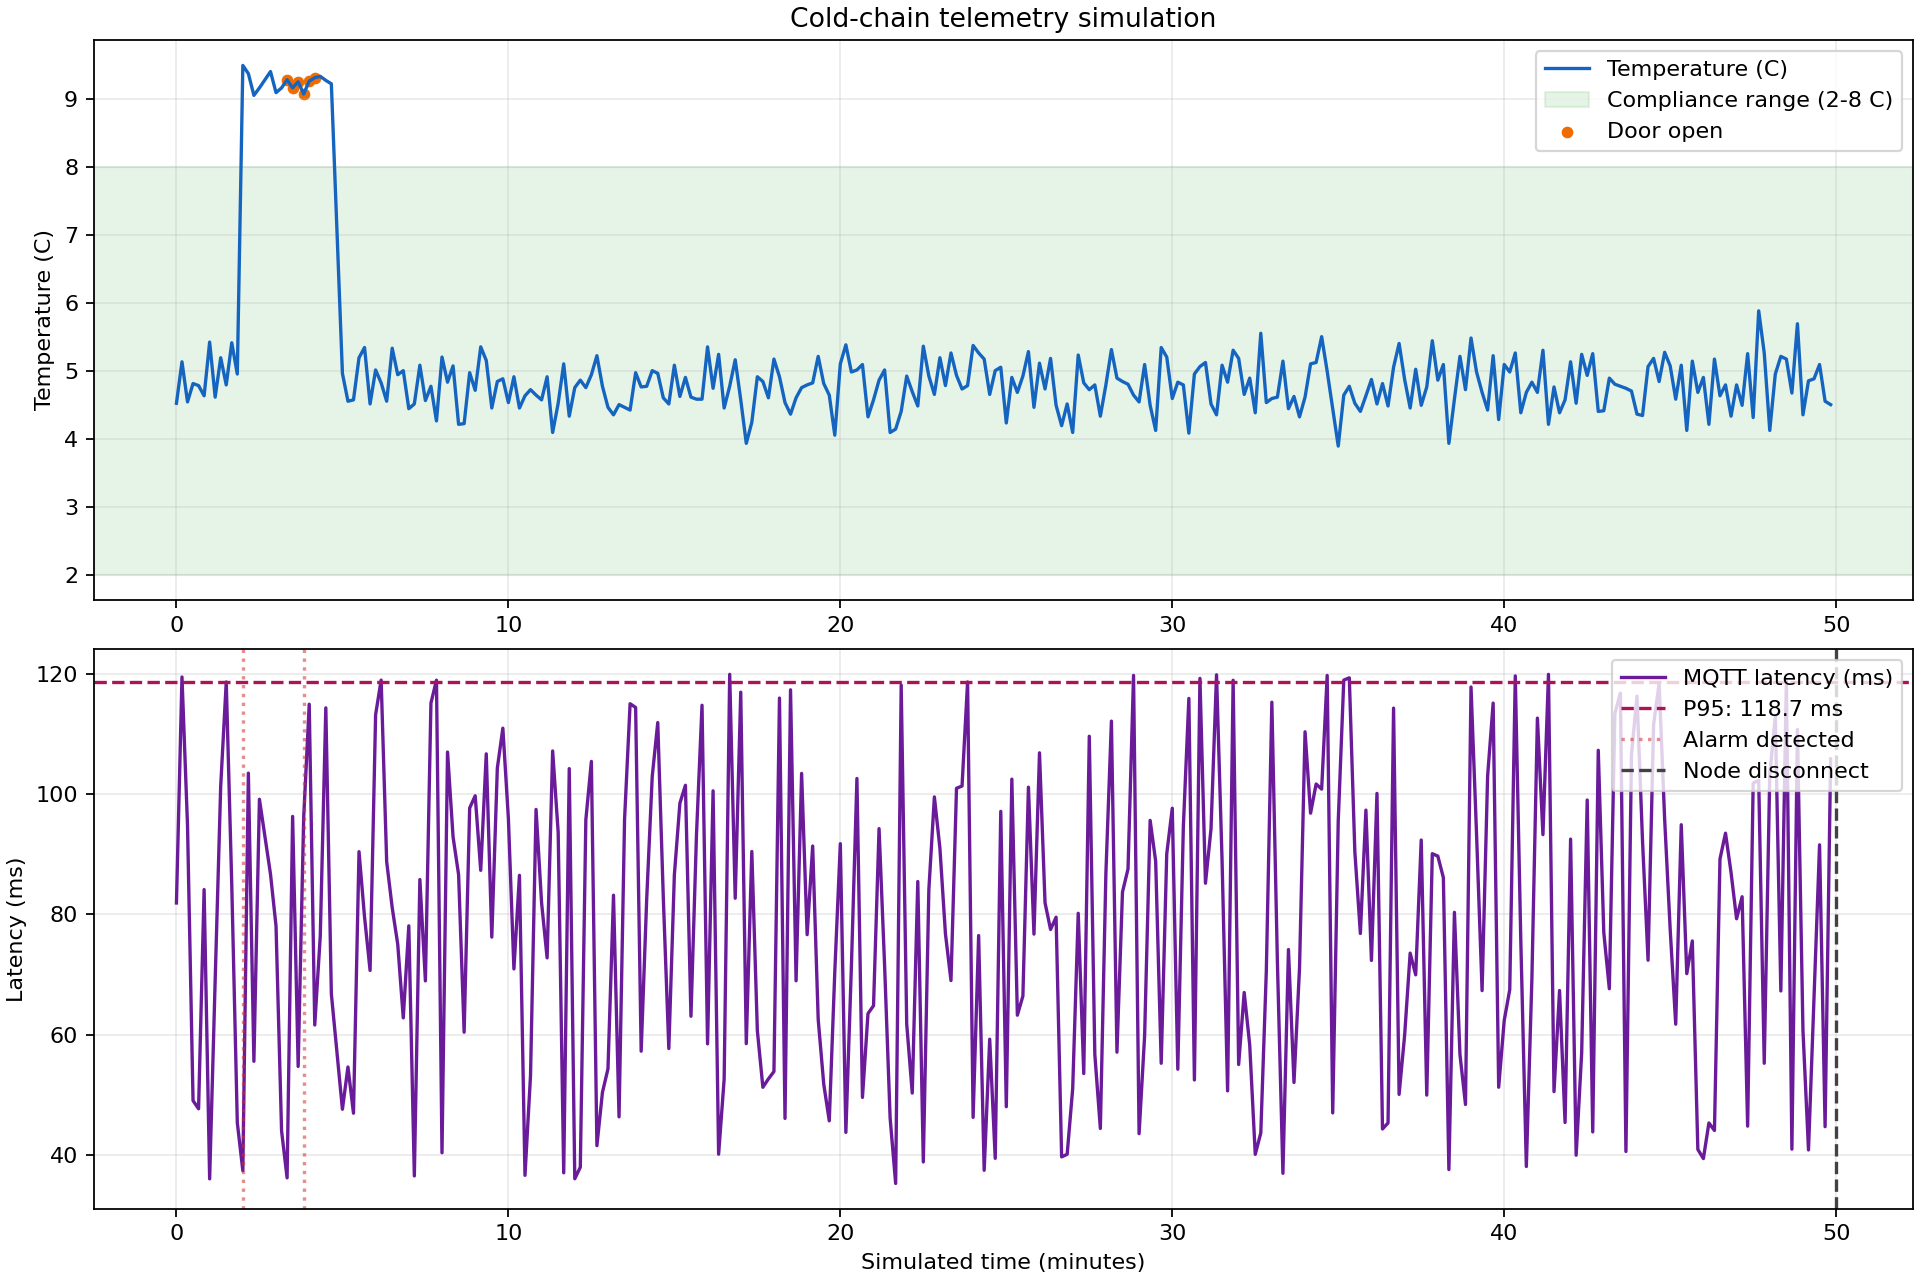 Cold-chain telemetry simulation
Temperature (C)
Compliance range (2-8 C)
Door open
Temperature (C)
9
8
7
6
5
4
3
2
0 10 20 30 40 50
MQTT latency (ms)
P95: 118.7 ms
Alarm detected
Node disconnect
Latency (ms)
120
100
80
60
40
0 10 20 30 40 50
Simulated time (minutes)